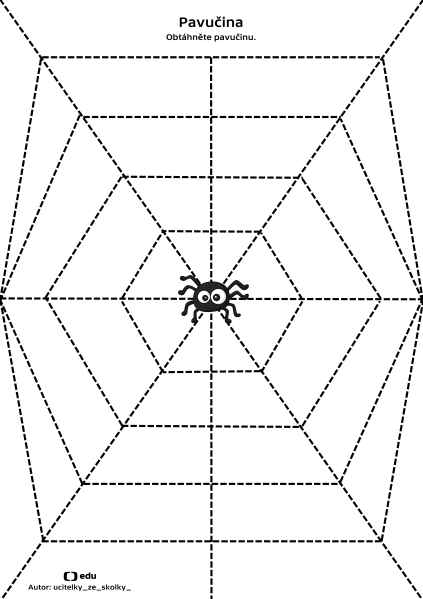 Pavučina
Obtáhněte pavučinu.
edu
Autor: ucitelky_ze_skolky_